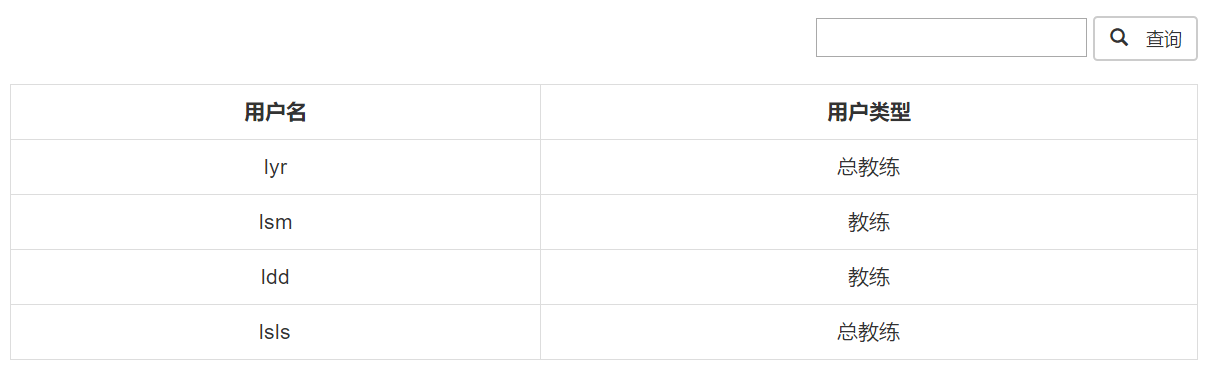 查询
用户名 用户类型
lyr 总教练
lsm 教练
ldd 教练
lsls 总教练